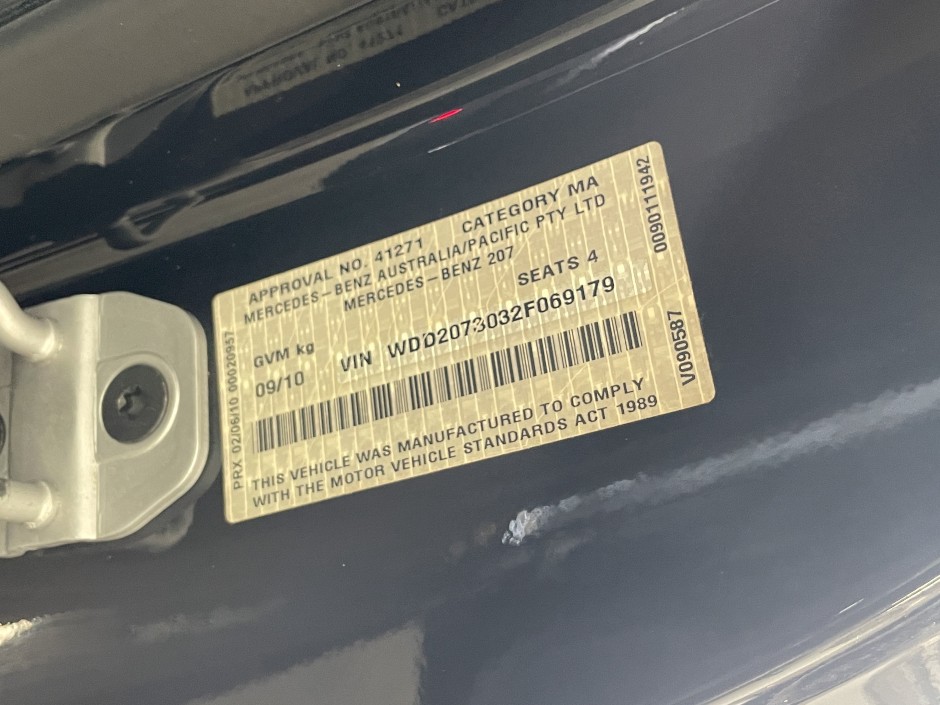 APPROVAL NO. 41271 CATEGORY MA
MERCEDES-BENZ AUSTRALIA/PACIFIC PTY LTD
MERCEDES-BENZ 207
SEATS 4
GVM kg VIN WDD2073032F069179
09/10
THIS VEHICLE WAS MANUFACTURED TO COMPLY
WITH THE MOTOR VEHICLE STANDARDS ACT 1989
PRX 02/06/10 00020957
0090111942
V090587